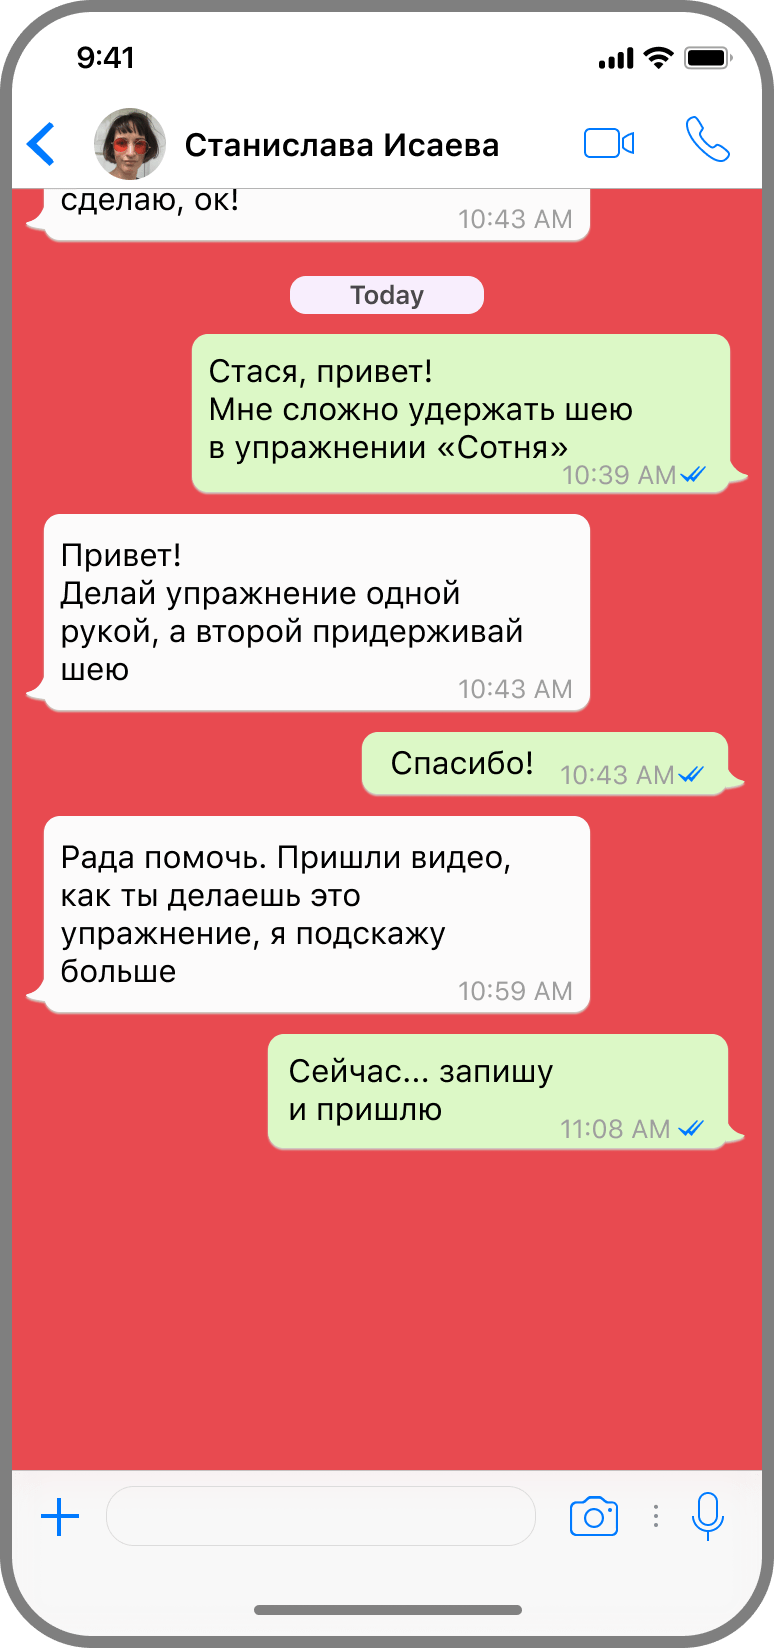 9:41
Станислава Исаева
сделаю, ок!
10:43 AM
Today
Стася, привет!
Мне сложно удержать шею
в упражнении «Сотня»
10:39 AM
Привет!
Делай упражнение одной
рукой, а второй придерживай
шею
10:43 AM
Спасибо!
10:43 AM
Рада помочь. Пришли видео,
как ты делаешь это
упражнение, я подскажу
больше
10:59 AM
Сейчас... запишу
и пришлю
11:08 AM